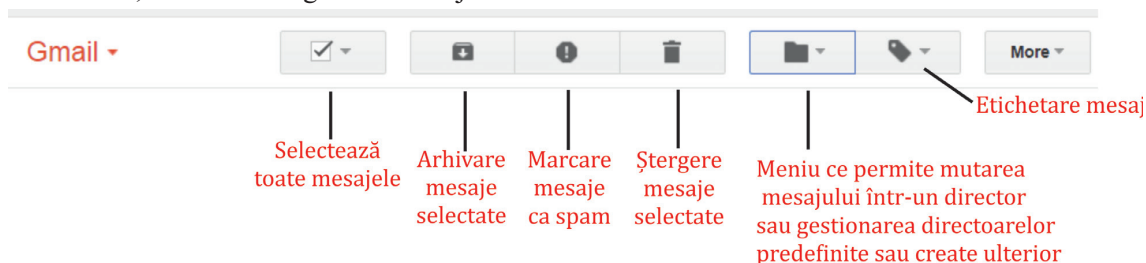 Gmail
More
Etichetare mesaj
Selectează
toate mesajele
Arhivare
mesaje
selectate
Marcare
mesaje
ca spam
Ștergere
mesaje
selectate
Meniu ce permite mutarea
mesajului într-un director
sau gestionarea directoarelor
predefinite sau create ulterior